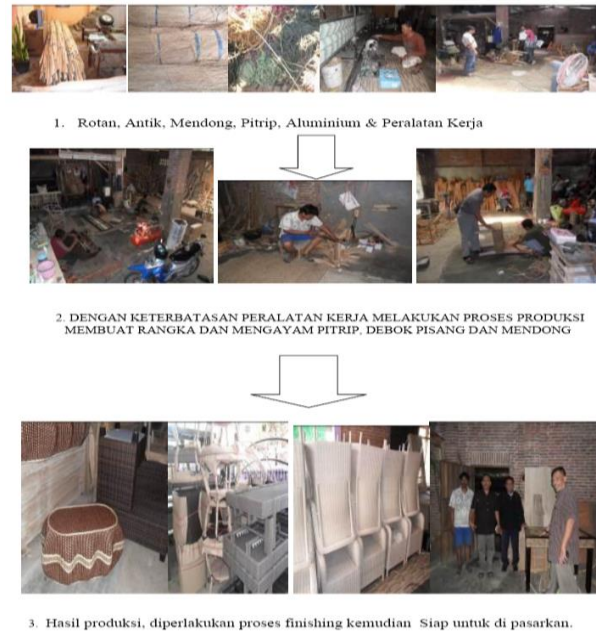 1. Rotan, Antik, Mendong, Pitrip, Aluminium & Peralatan Kerja
2. DENGAN KETERBATASAN PERALATAN KERJA MELAKUKAN PROSES PRODUKSI
MEMBUAT RANGKA DAN MENGAYAM PITRIP, DEBOK PISANG DAN MENDONG
3. Hasil produksi, diperlakukan proses finishing kemudian Siap untuk di pasarkan.